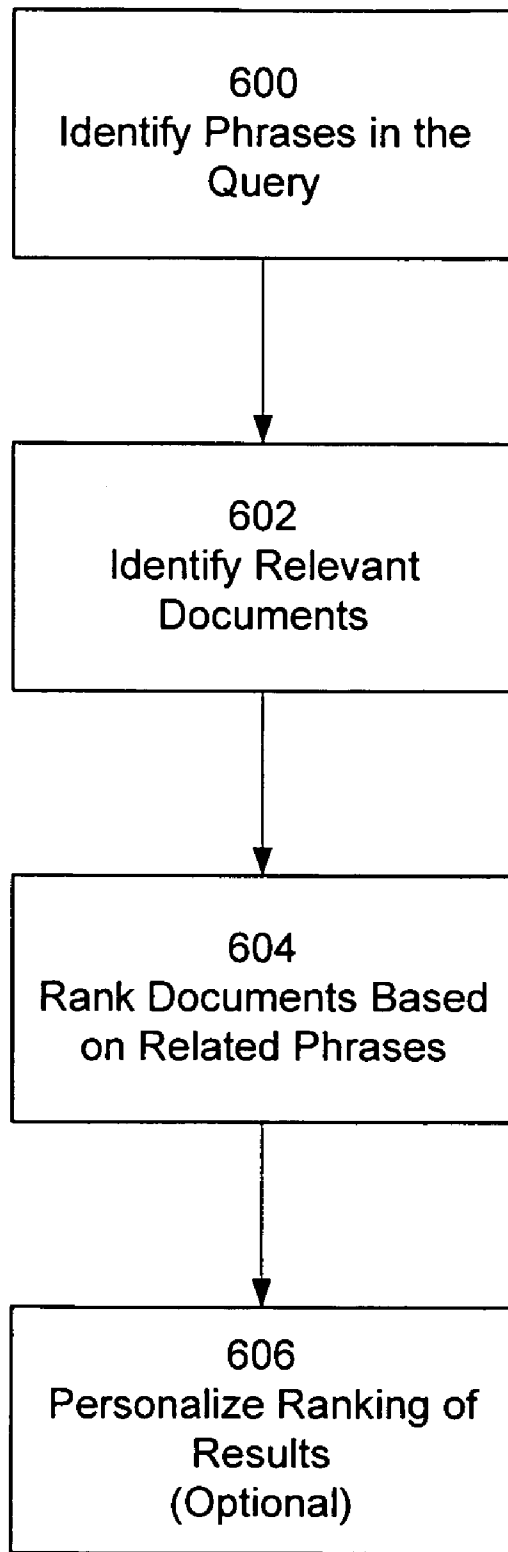 600
Identify Phrases in the
Query
602
Identify Relevant
Documents
604
Rank Documents Based
on Related Phrases
606
Personalize Ranking of
Results
(Optional)